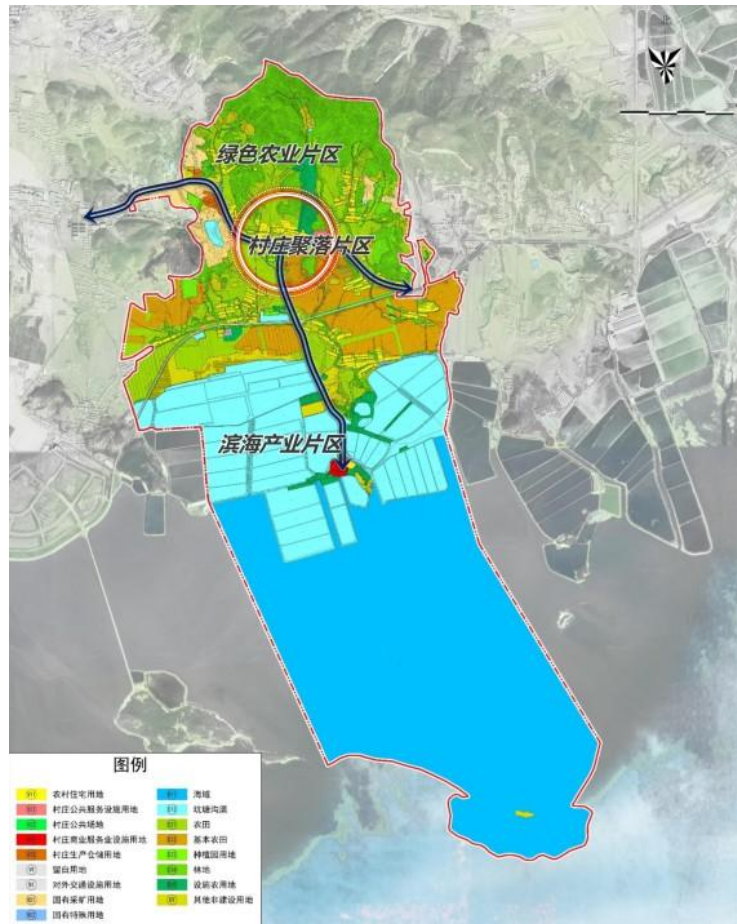 绿色农业片区
村庄聚落片区
滨海产业片区
图例
农村住宅用地
村庄公共服务设施用地
村庄公共场地
村庄商业服务业设施用地
村庄生产仓储用地
留白用地
对外交通设施用地
国有采矿用地
国有特殊用地
海域
坑塘沟渠
农田
基本农田
种植园用地
林地
设施农用地
其他非建设用地